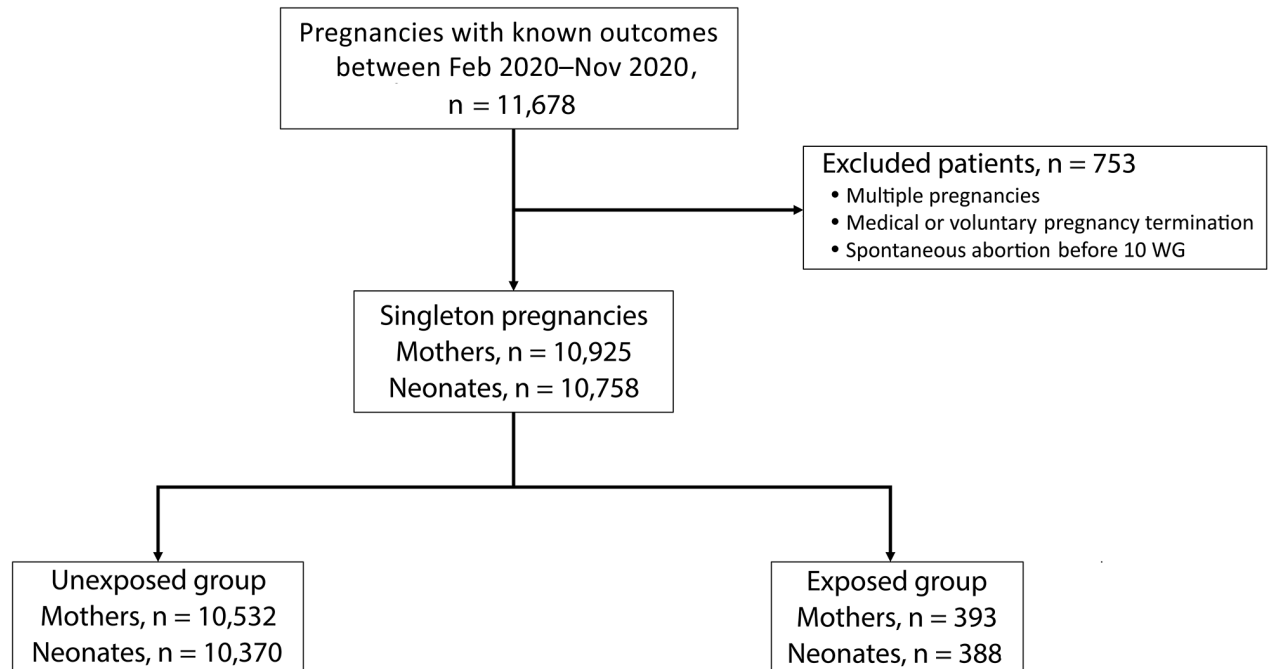 Pregnancies with known outcomes
between Feb 2020–Nov 2020,
n = 11,678
Excluded patients, n = 753
• Multiple pregnancies
• Medical or voluntary pregnancy termination
• Spontaneous abortion before 10 WG
Singleton pregnancies
Mothers, n = 10,925
Neonates, n = 10,758
Unexposed group
Mothers, n = 10,532
Neonates, n = 10,370
Exposed group
Mothers, n = 393
Neonates, n = 388